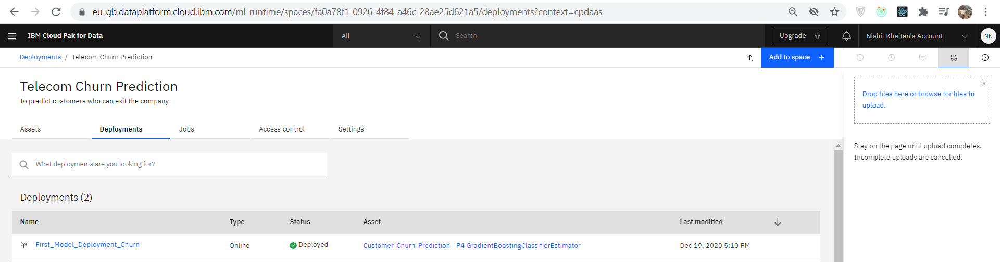 eu-gb.dataplatform.cloud.ibm.com/ml-runtime/spaces/fa0a78f1-0926-4f84-a46c-28ae25d621a5/deployments?context=cpdaas
IBM Cloud Pak for Data
All
Search
Upgrade
Nishit Khaitan's Account
NK
Deployments / Telecom Churn Prediction
Add to space +
Telecom Churn Prediction
To predict customers who can exit the company
Assets Deployments Jobs Access control Settings
What deployments are you looking for?
Deployments (2)
Name Type Status Asset Last modified
First_Model_Deployment_Churn Online Deployed Customer-Churn-Prediction - P4 GradientBoostingClassifierEstimator Dec 19, 2020 5:10 PM
Drop files here or browse for files to
upload.
Stay on the page until upload completes.
Incomplete uploads are cancelled.